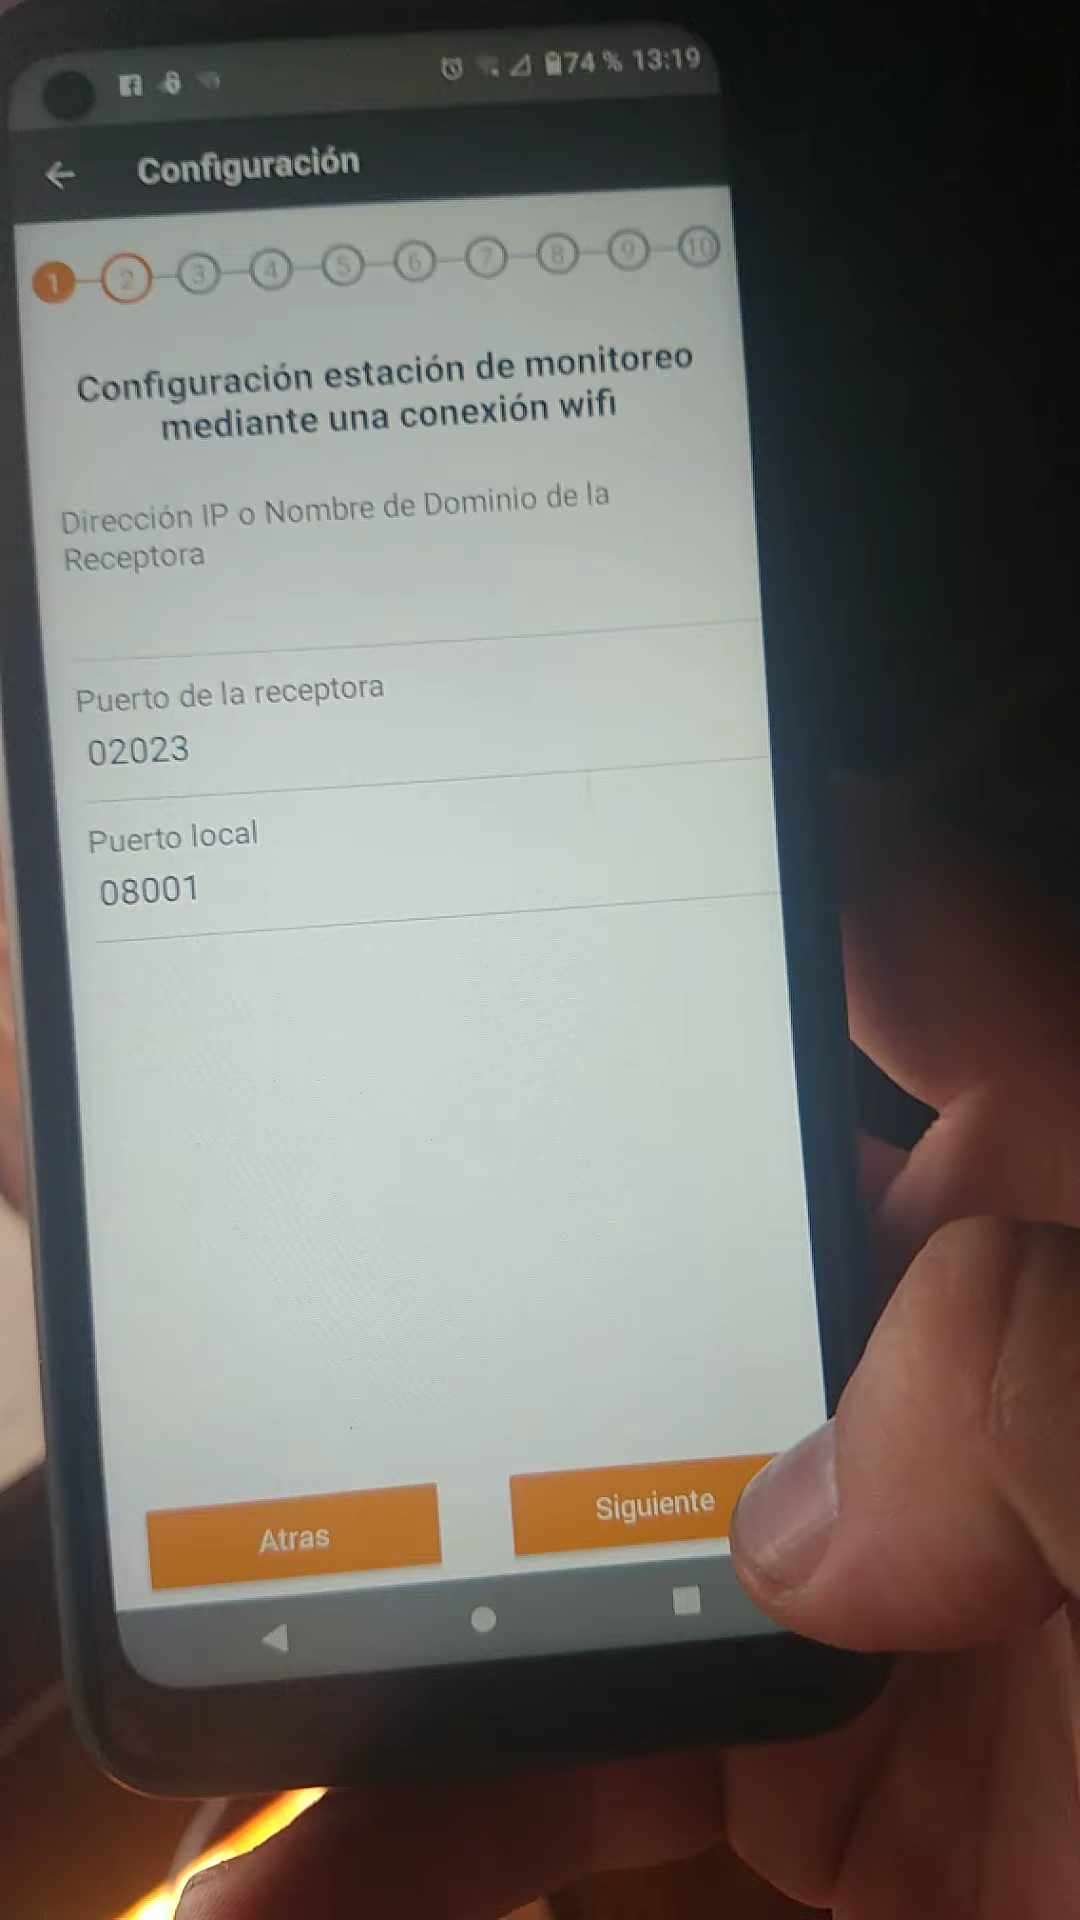 74 % 13:19
Configuración
1 2 3 4 5 6 7 8 9 10
Configuración estación de monitoreo
mediante una conexión wifi
Dirección IP o Nombre de Dominio de la
Receptora
Puerto de la receptora
02023
Puerto local
08001
Atras
Siguiente